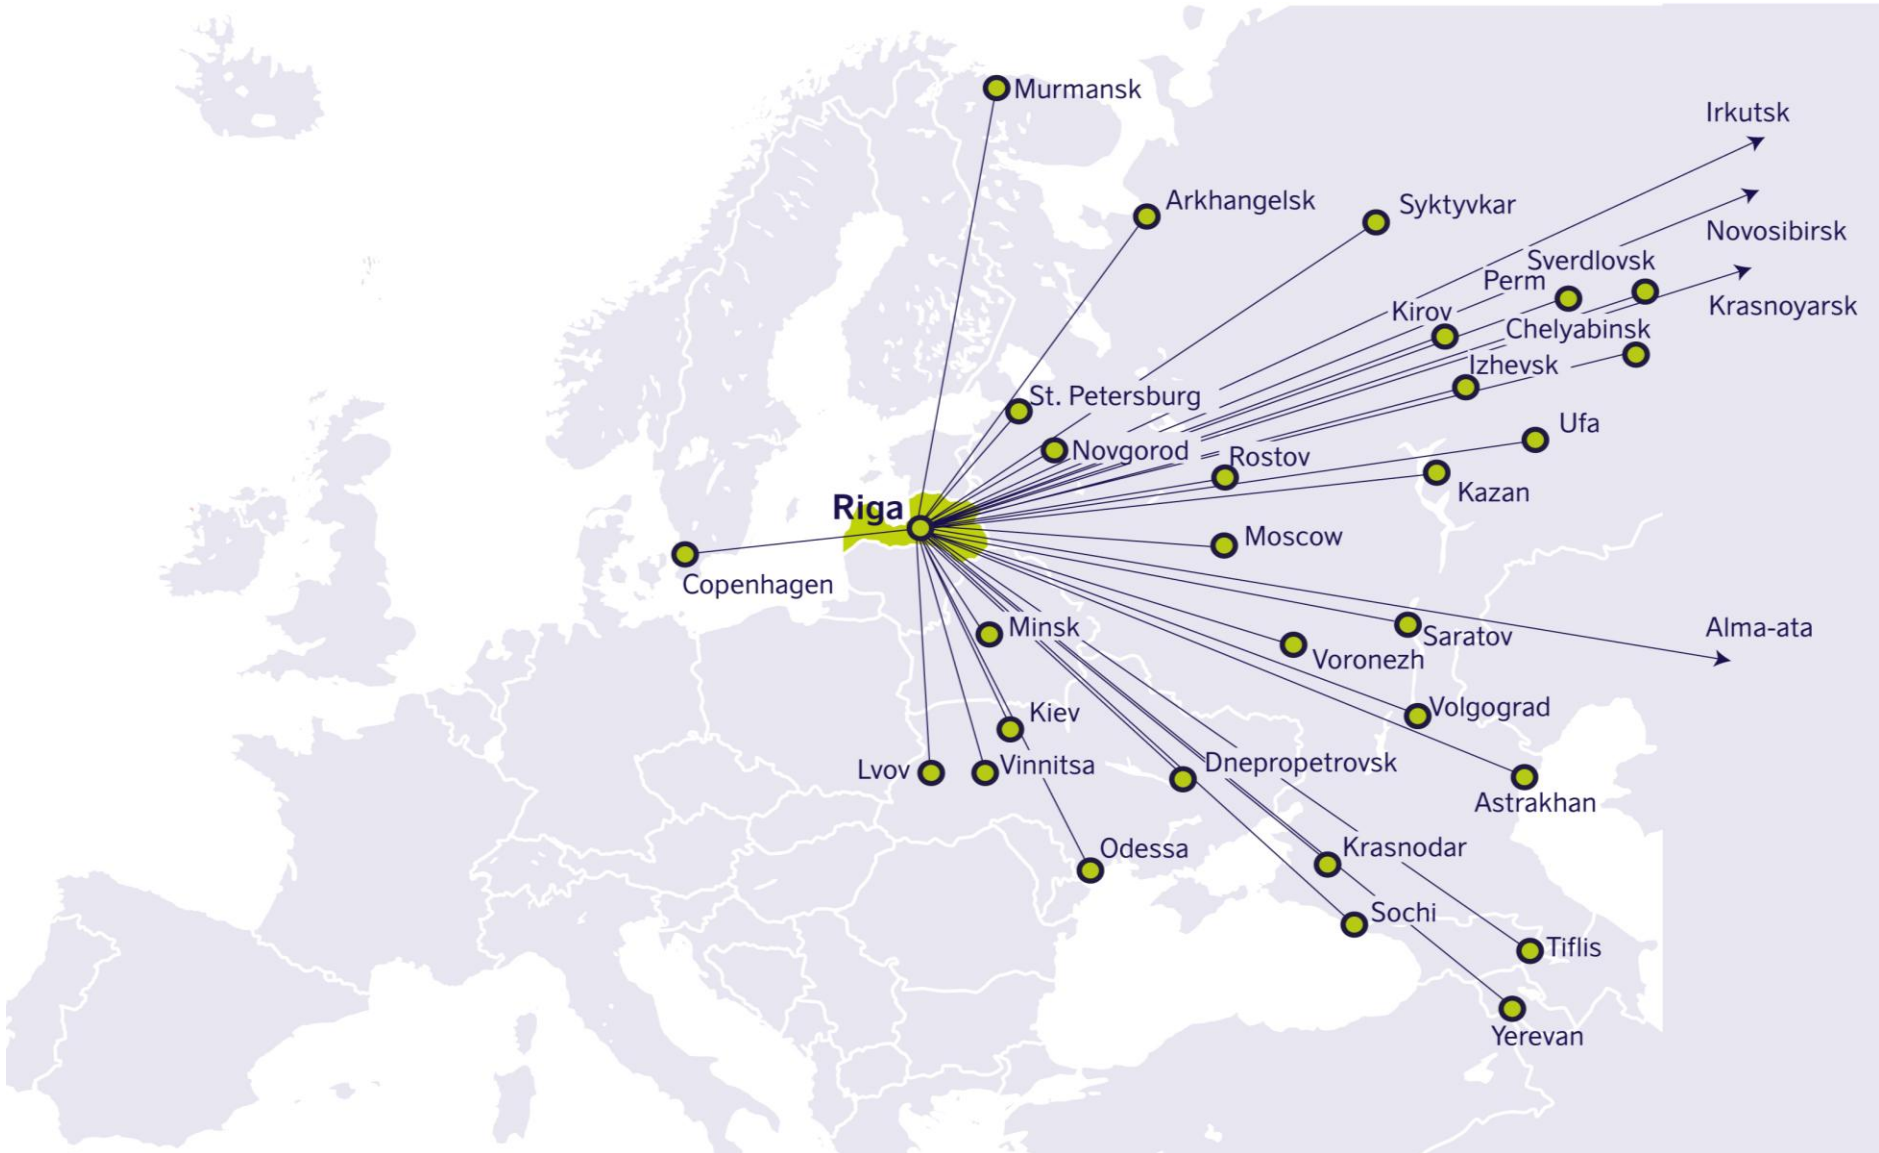 Murmansk
Irkutsk
Arkhangelsk
Syktyvkar
Novosibirsk
Sverdlovsk
Perm
Krasnoyarsk
Kirov
Chelyabinsk
Izhevsk
St. Petersburg
Ufa
Novgorod
Rostov
Kazan
Riga
Moscow
Copenhagen
Minsk
Saratov
Alma-ata
Voronezh
Kiev
Volgograd
Lvov
Vinnitsa
Dnepropetrovsk
Astrakhan
Odessa
Krasnodar
Sochi
Tiflis
Yerevan